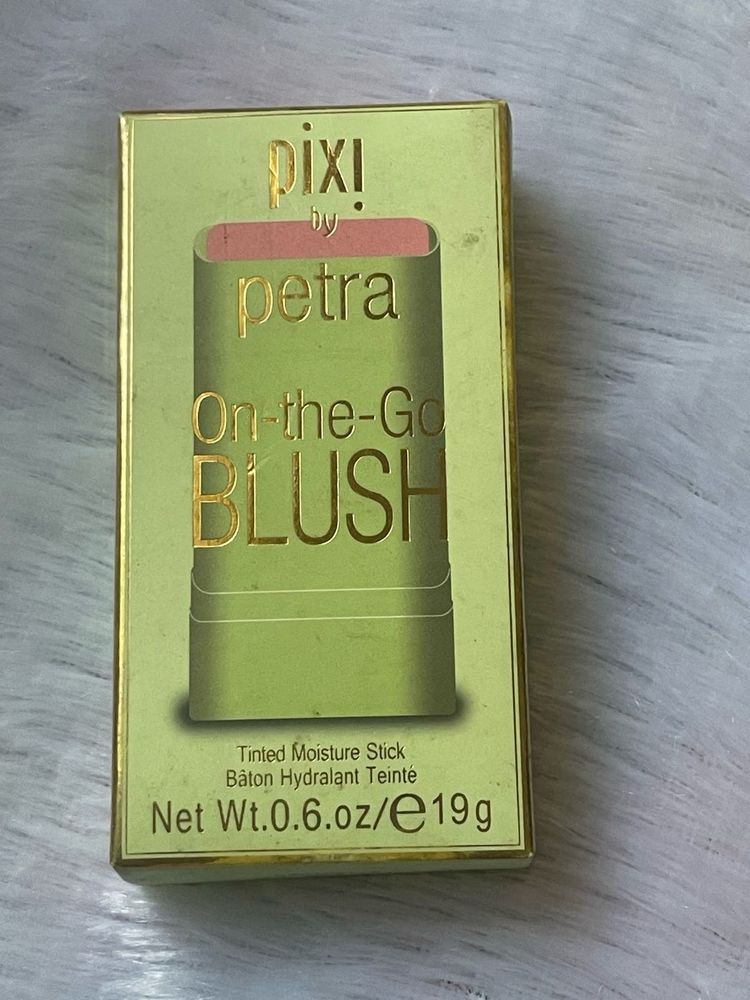 pixi
by
petra
On-the-Go
BLUSH
Tinted Moisture Stick
Bâton Hydralant Teinté
Net Wt.0.6.oz/℮19g